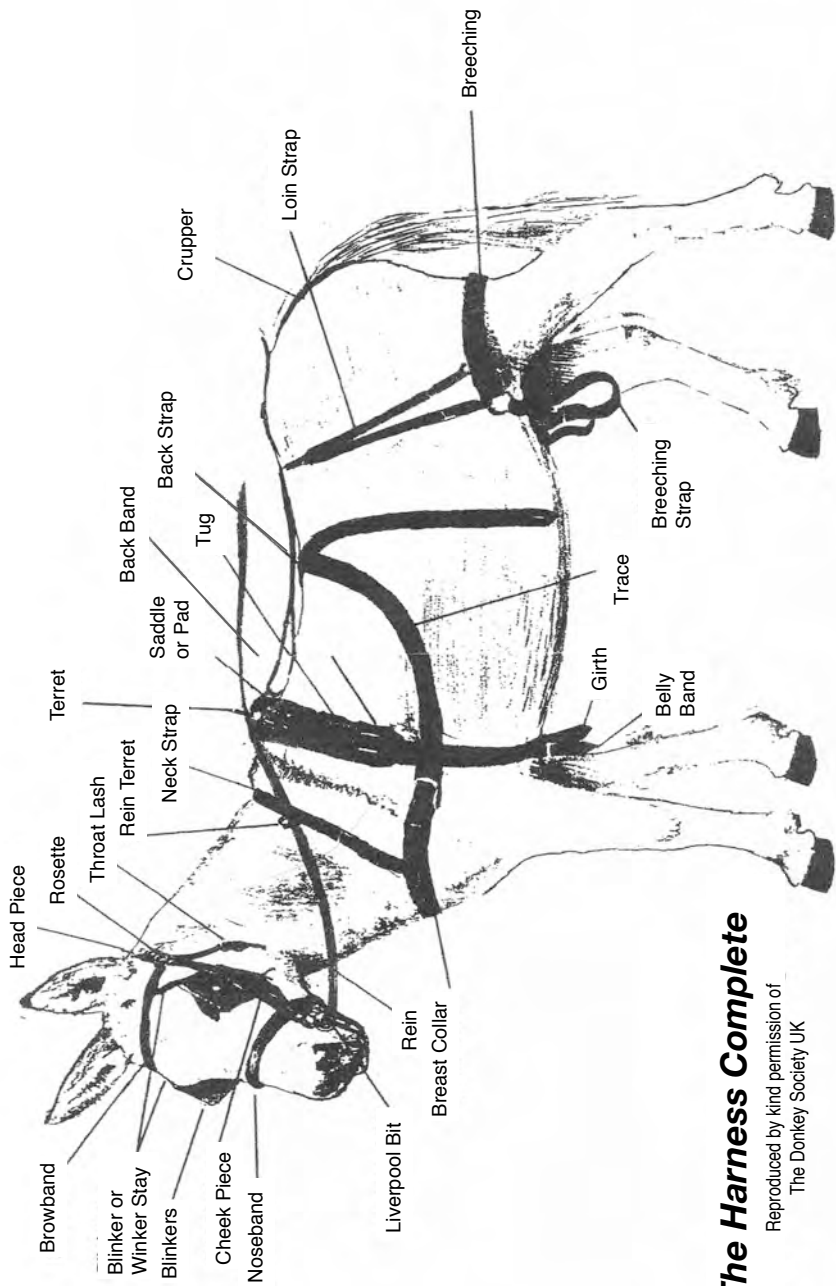 Head Piece
Rosette
Throat Lash
Rein Terret
Neck Strap
Terret
Saddle
or Pad
Tug
Back Band
Back Strap
Crupper
Loin Strap
Breeching
Browband
Blinker or
Winker Stay
Blinkers
Cheek Piece
Noseband
Liverpool Bit
Rein
Breast Collar
Belly
Band
Girth
Trace
Breeching
Strap
The Harness Complete
Reproduced by kind permission of
The Donkey Society UK